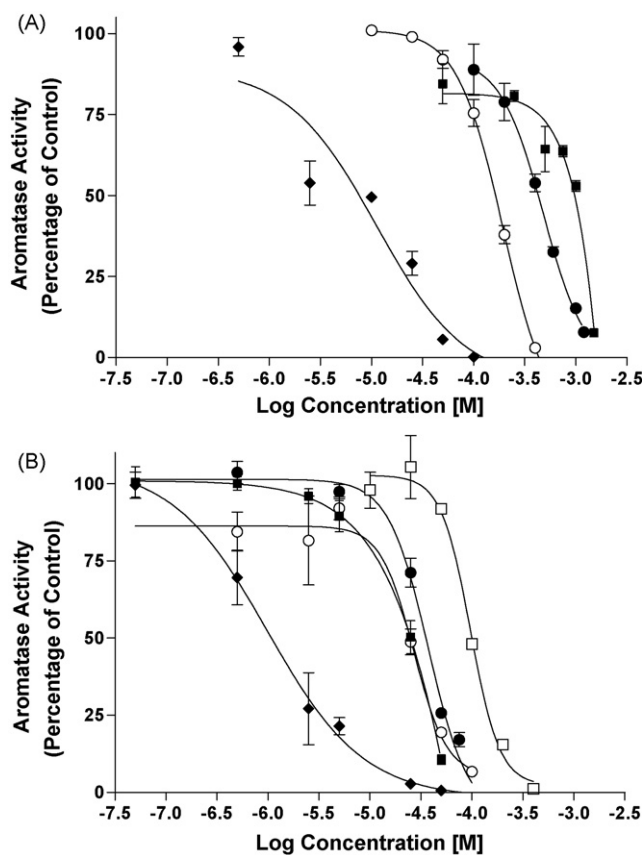 (A)
Aromatase Activity
(Percentage of Control)
100
75
50
25
0
-7.5 -7.0 -6.5 -6.0 -5.5 -5.0 -4.5 -4.0 -3.5 -3.0 -2.5
Log Concentration [M]
(B)
Aromatase Activity
(Percentage of Control)
100
75
50
25
0
-7.5 -7.0 -6.5 -6.0 -5.5 -5.0 -4.5 -4.0 -3.5 -3.0 -2.5
Log Concentration [M]